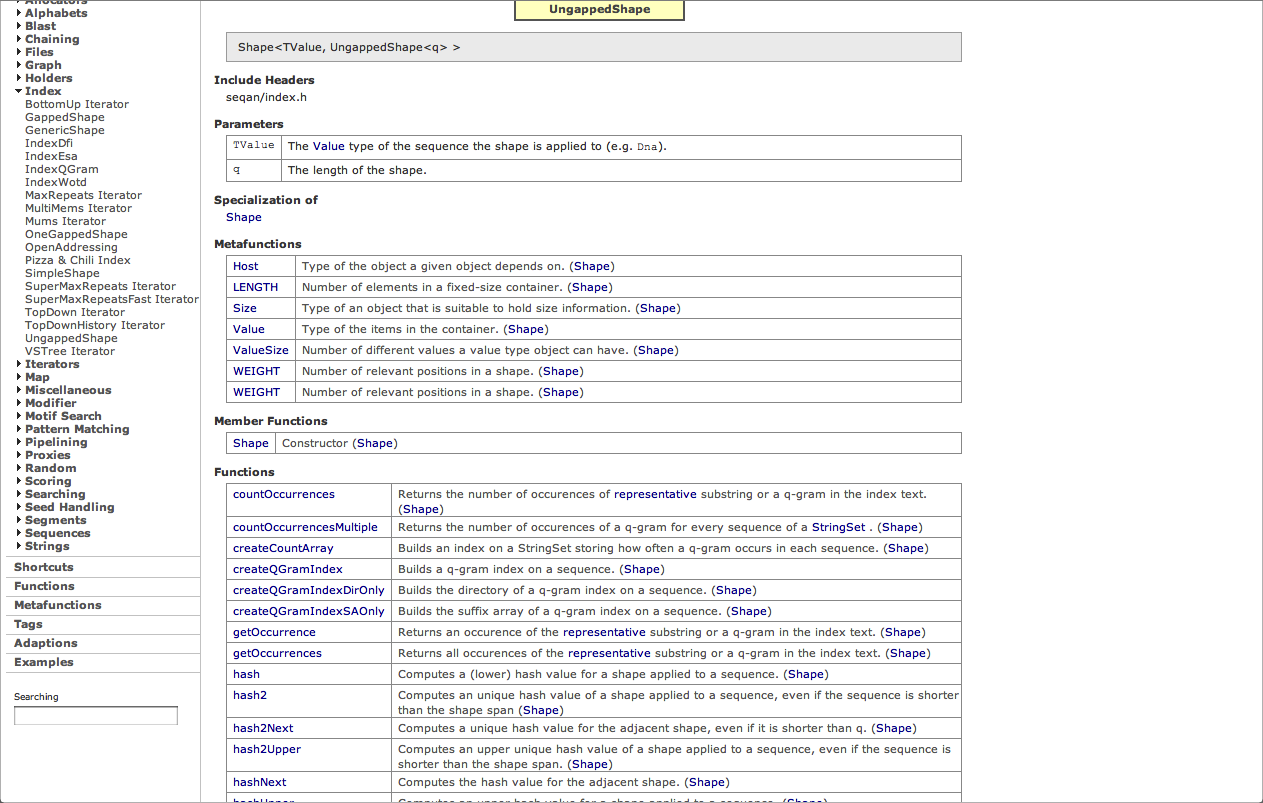 Allocators
Alphabets
Blast
Chaining
Files
Graph
Holders
Index
BottomUp Iterator
GappedShape
GenericShape
IndexDfi
IndexEsa
IndexQGram
IndexWotd
MaxRepeats Iterator
MultiMems Iterator
Mums Iterator
OneGappedShape
OpenAddressing
Pizza & Chili Index
SimpleShape
SuperMaxRepeats Iterator
SuperMaxRepeatsFast Iterator
TopDown Iterator
TopDownHistory Iterator
UngappedShape
VSTree Iterator
Iterators
Map
Miscellaneous
Modifier
Motif Search
Pattern Matching
Pipelining
Proxies
Random
Scoring
Searching
Seed Handling
Segments
Sequences
Strings
Shortcuts
Functions
Metafunctions
Tags
Adaptions
Examples
Searching
UngappedShape
Shape<TValue, UngappedShape<q> >
Include Headers
seqan/index.h
Parameters
TValue The Value type of the sequence the shape is applied to (e.g. Dna).
q The length of the shape.
Specialization of
Shape
Metafunctions
Host Type of the object a given object depends on. (Shape)
LENGTH Number of elements in a fixed-size container. (Shape)
Size Type of an object that is suitable to hold size information. (Shape)
Value Type of the items in the container. (Shape)
ValueSize Number of different values a value type object can have. (Shape)
WEIGHT Number of relevant positions in a shape. (Shape)
WEIGHT Number of relevant positions in a shape. (Shape)
Member Functions
Shape Constructor (Shape)
Functions
countOccurrences Returns the number of occurences of representative substring or a q-gram in the index text.
(Shape)
countOccurrencesMultiple Returns the number of occurences of a q-gram for every sequence of a StringSet . (Shape)
createCountArray Builds an index on a StringSet storing how often a q-gram occurs in each sequence. (Shape)
createQGramIndex Builds a q-gram index on a sequence. (Shape)
createQGramIndexDirOnly Builds the directory of a q-gram index on a sequence. (Shape)
createQGramIndexSAOnly Builds the suffix array of a q-gram index on a sequence. (Shape)
getOccurrence Returns an occurence of the representative substring or a q-gram in the index text. (Shape)
getOccurrences Returns all occurences of the representative substring or a q-gram in the index text. (Shape)
hash Computes a (lower) hash value for a shape applied to a sequence. (Shape)
hash2 Computes an unique hash value of a shape applied to a sequence, even if the sequence is shorter
than the shape span (Shape)
hash2Next Computes a unique hash value for the adjacent shape, even if it is shorter than q. (Shape)
hash2Upper Computes an upper unique hash value of a shape applied to a sequence, even if the sequence is
shorter than the shape span. (Shape)
hashNext Computes the hash value for the adjacent shape. (Shape)
hashUpper Computes an upper hash value for a shape applied to a sequence. (Shape)